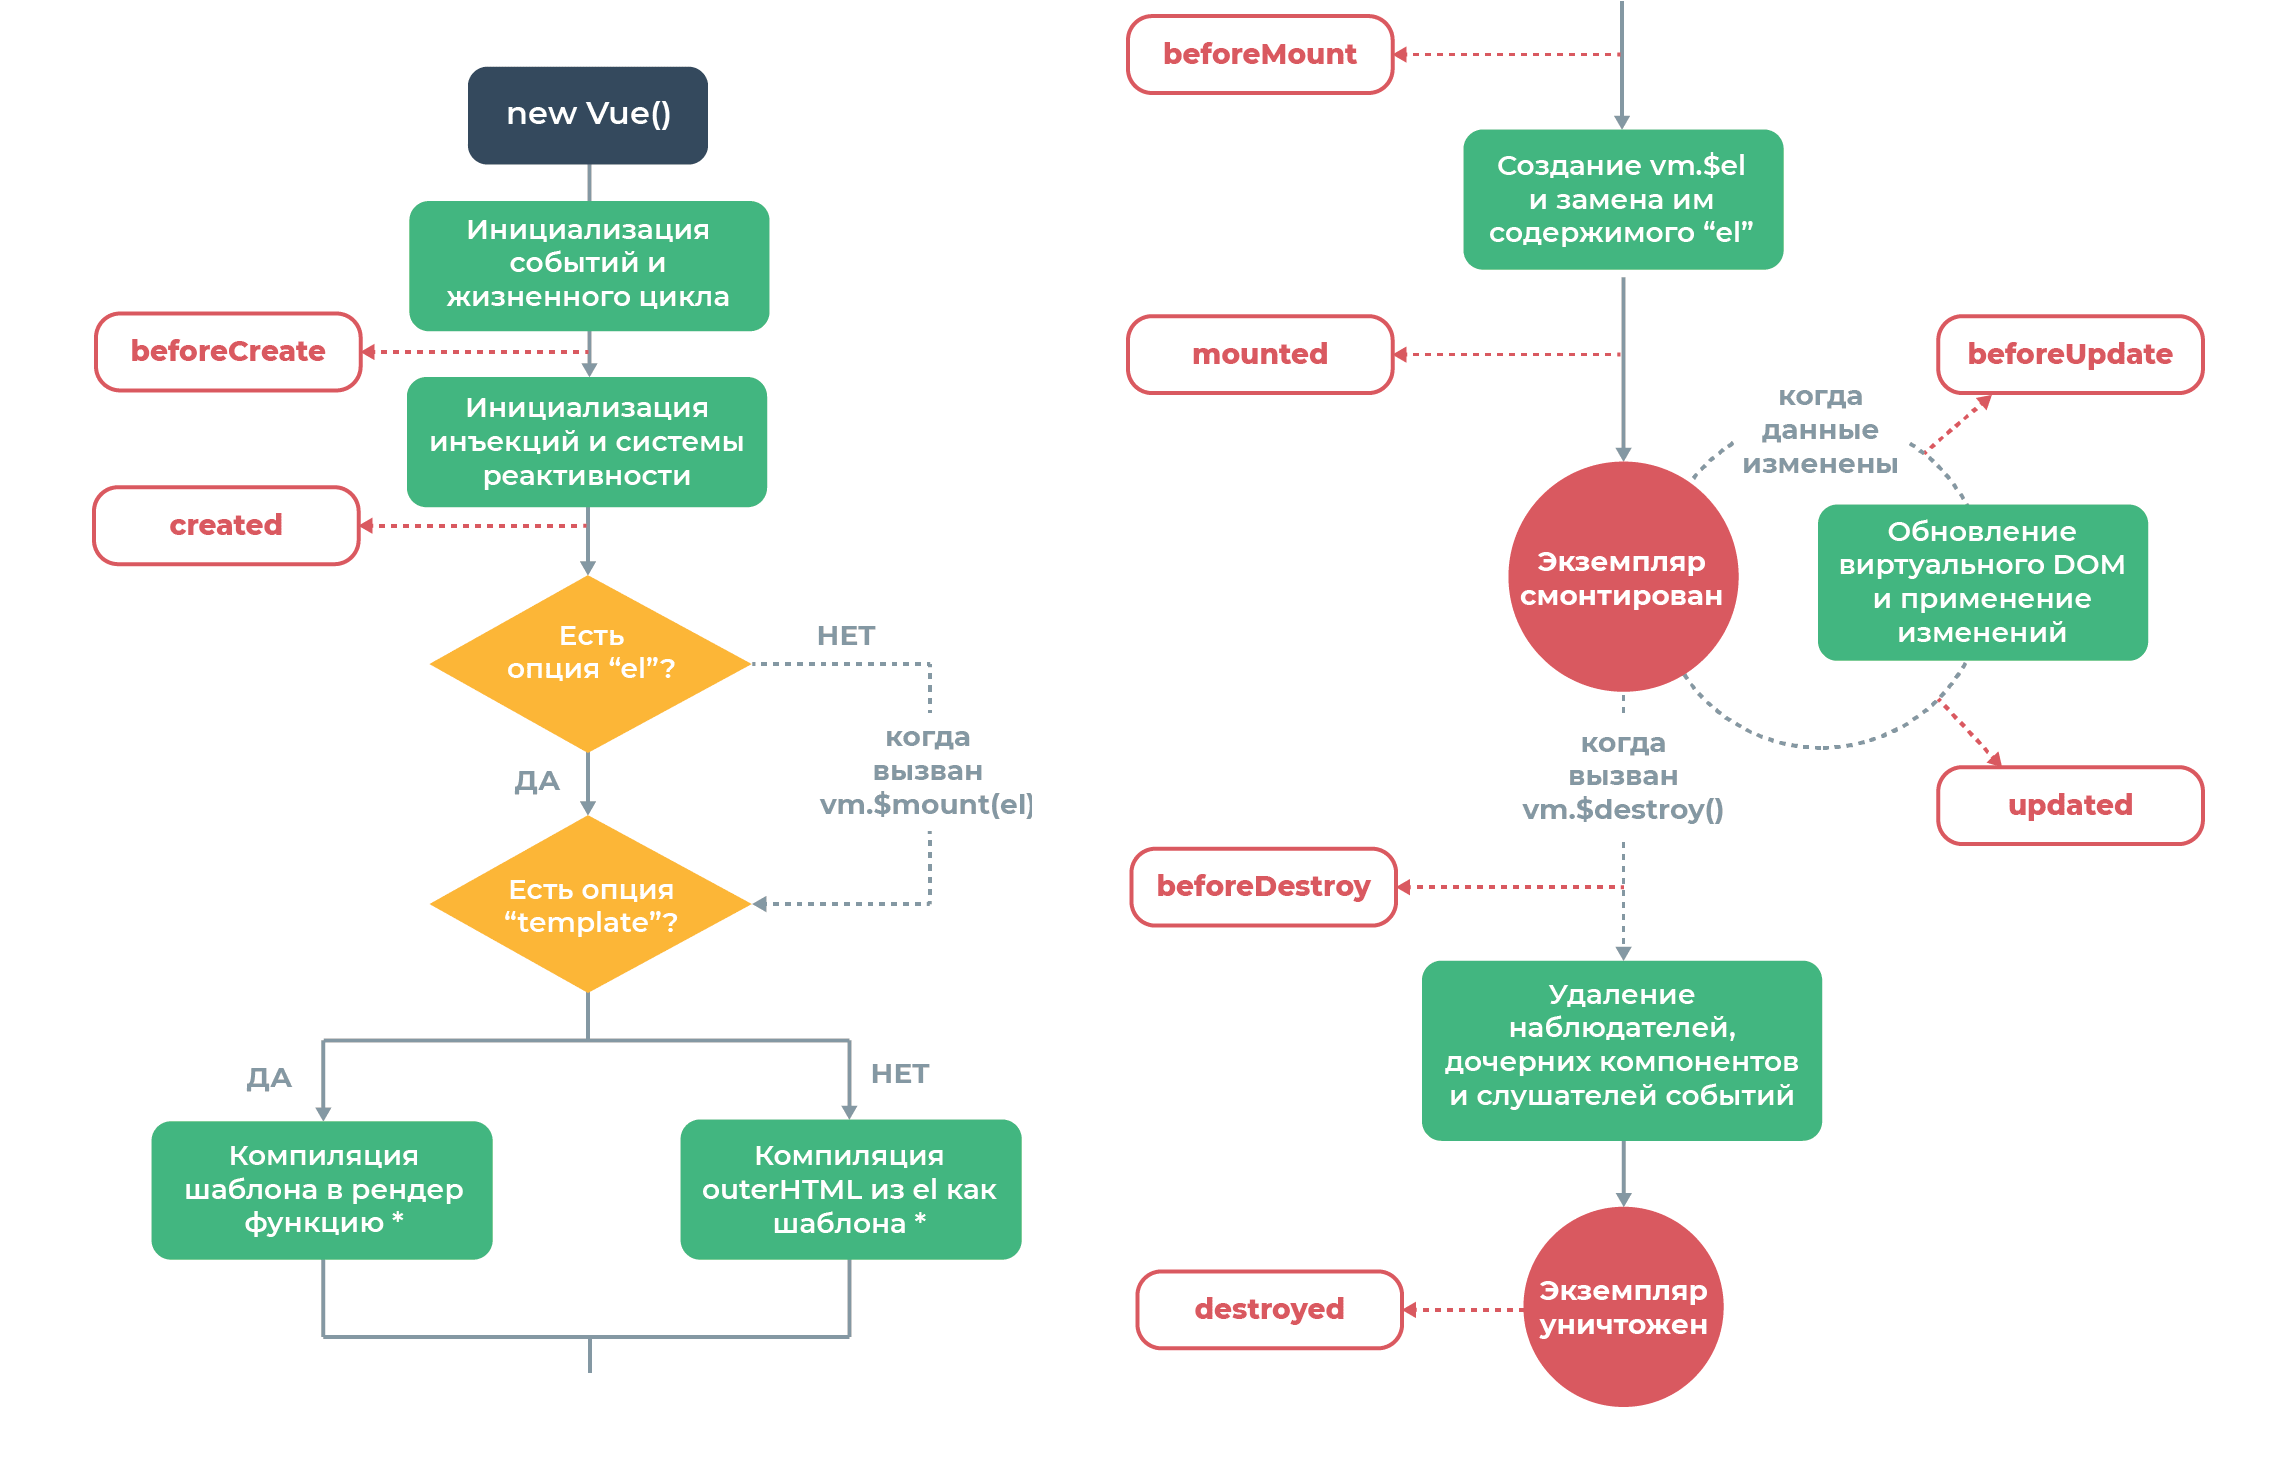 new Vue()
Инициализация
событий и
жизненного цикла
beforeCreate
Инициализация
инъекций и системы
реактивности
created
Есть
опция “el”?
НЕТ
когда
вызван
vm.$mount(el)
ДА
Есть опция
“template”?
ДА
НЕТ
Компиляция
шаблона в рендер
функцию *
Компиляция
outerHTML из el как
шаблона *
beforeMount
Создание vm.$el
и замена им
содержимого “el”
mounted
beforeUpdate
когда
данные
изменены
Экземпляр
смонтирован
Обновление
виртуального DOM
и применение
изменений
когда
вызван
vm.$destroy()
updated
beforeDestroy
Удаление
наблюдателей,
дочерних компонентов
и слушателей событий
destroyed
Экземпляр
уничтожен